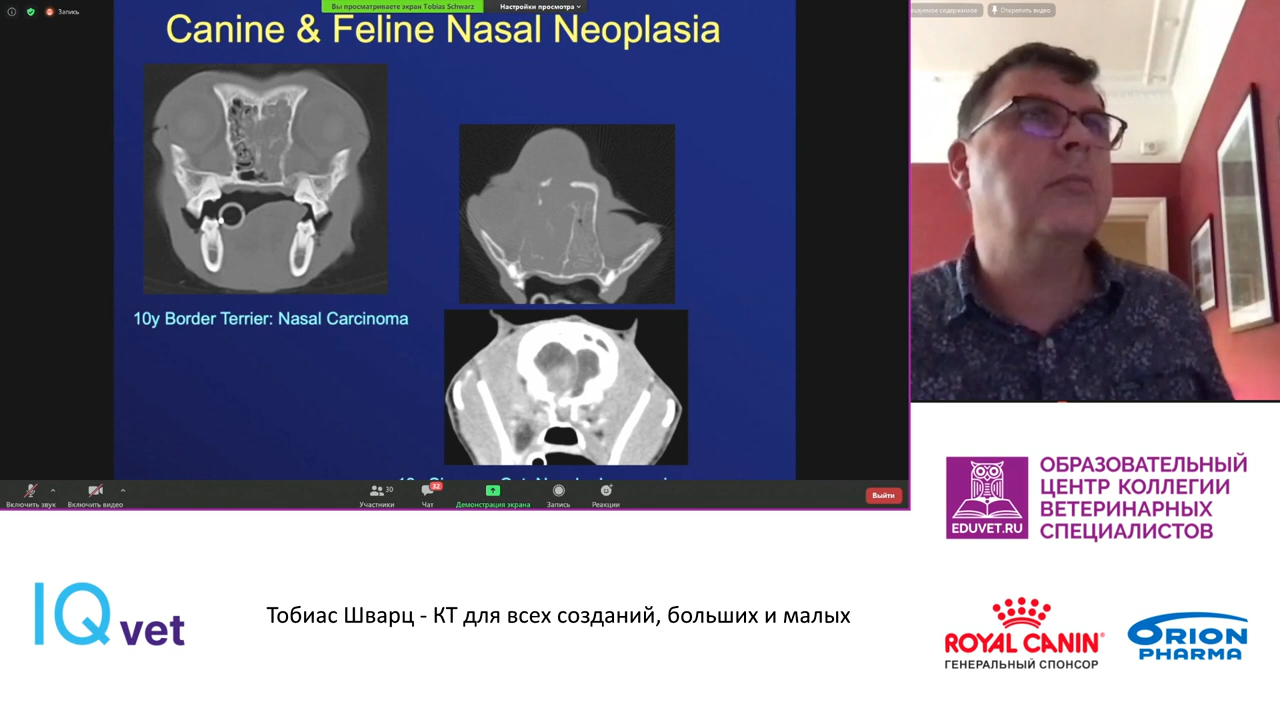 Запись
Вы просматриваете экран Tobias Schwarz
Настройки просмотра
Открепить видео
Canine & Feline Nasal Neoplasia
10y Border Terrier: Nasal Carcinoma
Включить звук
Включить видео
30
Участники
32
Чат
Демонстрация экрана
Запись
Реакции
Выйти
EDUVET.RU
ОБРАЗОВАТЕЛЬНЫЙ
ЦЕНТР КОЛЛЕГИИ
ВЕТЕРИНАРНЫХ
СПЕЦИАЛИСТОВ
IQ vet
Тобиас Шварц - КТ для всех созданий, больших и малых
ROYAL CANIN®
ГЕНЕРАЛЬНЫЙ СПОНСОР
ORION
PHARMA